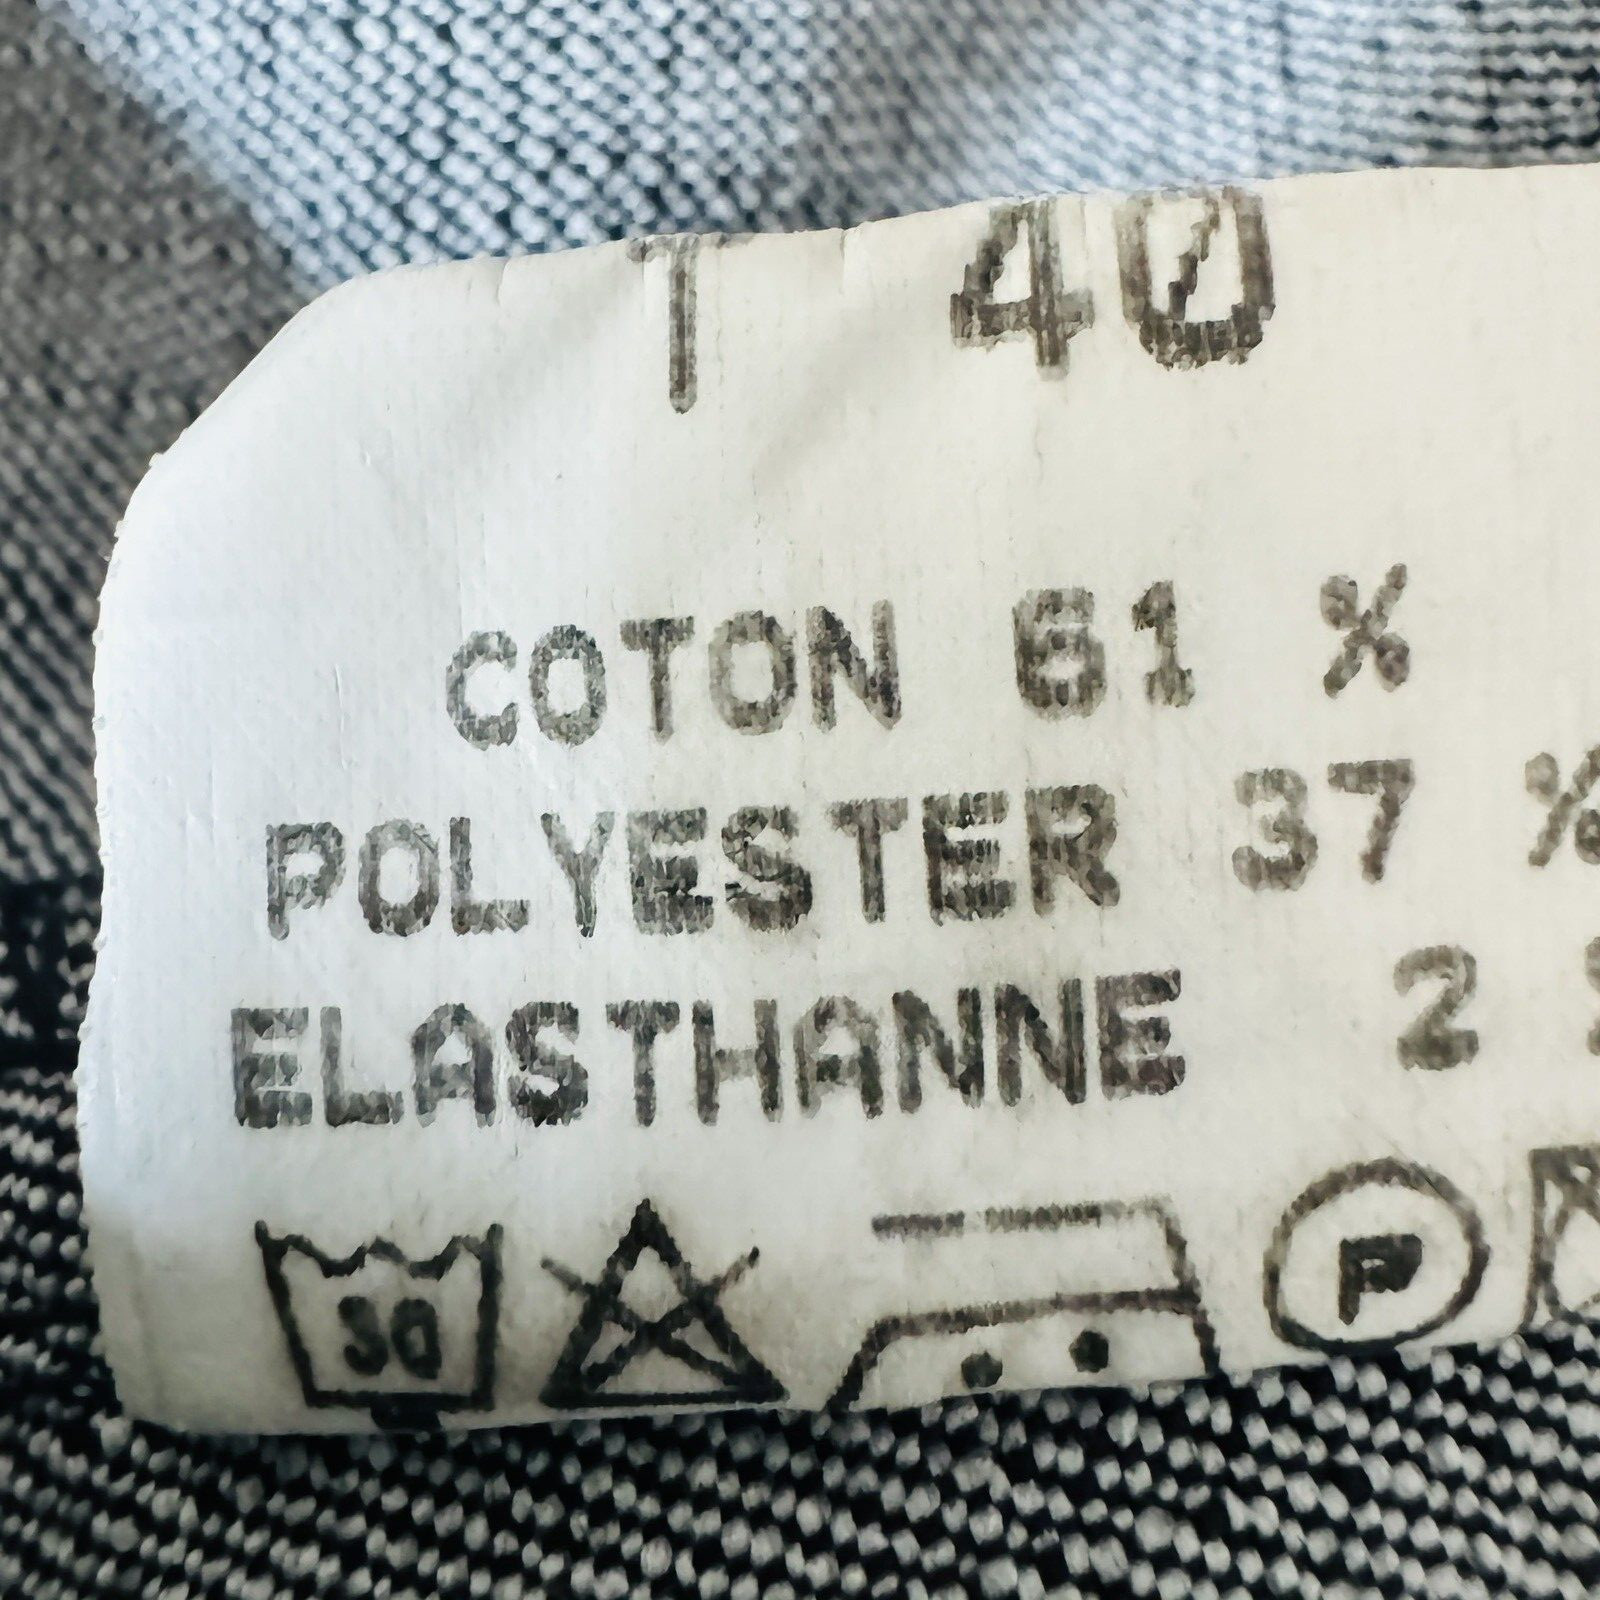 T 40
COTON 61 %
POLYESTER 37 %
ELASTHANNE 2
30
P